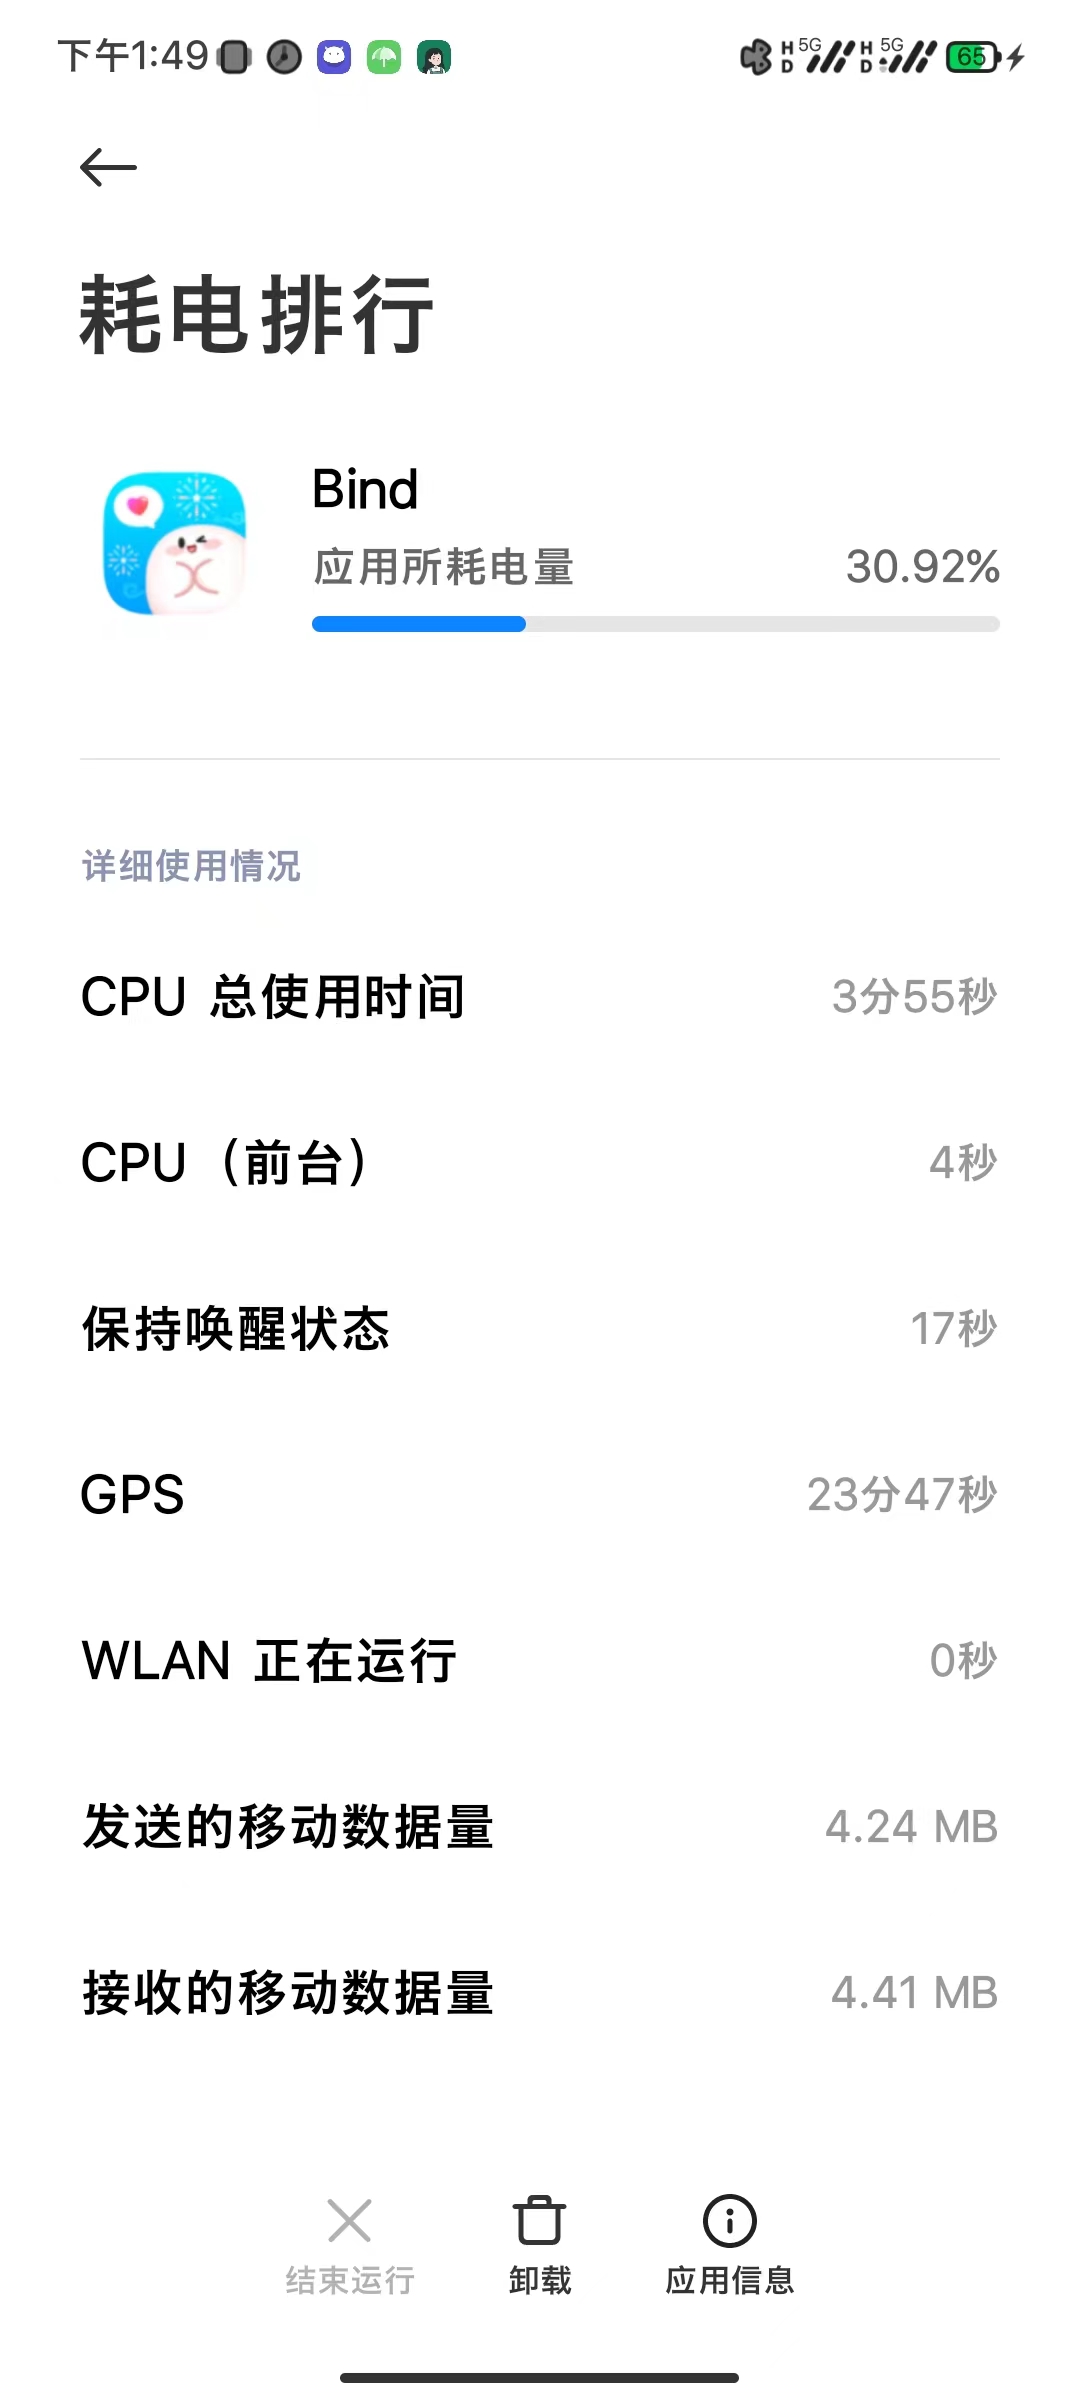 下午1:49
HD 5G HD 5G 65
耗电排行
Bind
应用所耗电量 30.92%
详细使用情况
CPU 总使用时间 3分55秒
CPU（前台） 4秒
保持唤醒状态 17秒
GPS 23分47秒
WLAN 正在运行 0秒
发送的移动数据量 4.24 MB
接收的移动数据量 4.41 MB
结束运行 卸载 应用信息